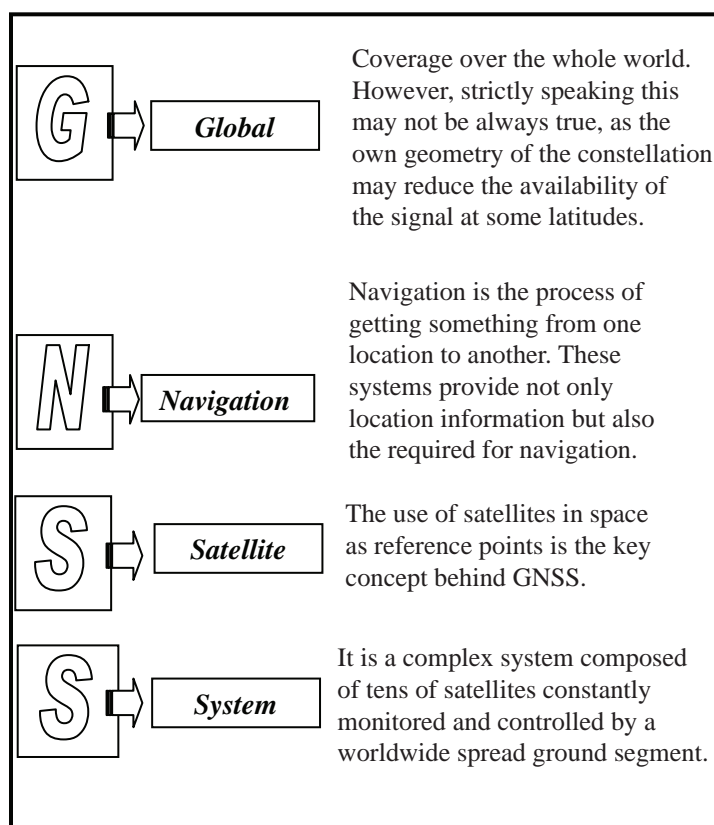 Coverage over the whole world.
However, strictly speaking this
may not be always true, as the
own geometry of the constellation
may reduce the availability of
the signal at some latitudes.
G
Global
Navigation is the process of
getting something from one
location to another. These
systems provide not only
location information but also
the required for navigation.
N
Navigation
The use of satellites in space
as reference points is the key
concept behind GNSS.
S
Satellite
It is a complex system composed
of tens of satellites constantly
monitored and controlled by a
worldwide spread ground segment.
S
System